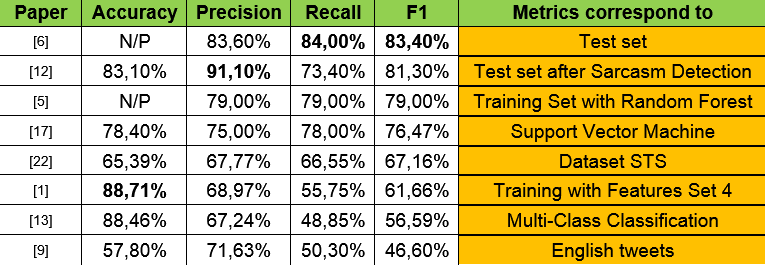 Paper Accuracy Precision Recall F1 Metrics correspond to
[6] N/P 83,60% 84,00% 83,40% Test set
[12] 83,10% 91,10% 73,40% 81,30% Test set after Sarcasm Detection
[5] N/P 79,00% 79,00% 79,00% Training Set with Random Forest
[17] 78,40% 75,00% 78,00% 76,47% Support Vector Machine
[22] 65,39% 67,77% 66,55% 67,16% Dataset STS
[1] 88,71% 68,97% 55,75% 61,66% Training with Features Set 4
[13] 88,46% 67,24% 48,85% 56,59% Multi-Class Classification
[9] 57,80% 71,63% 50,30% 46,60% English tweets